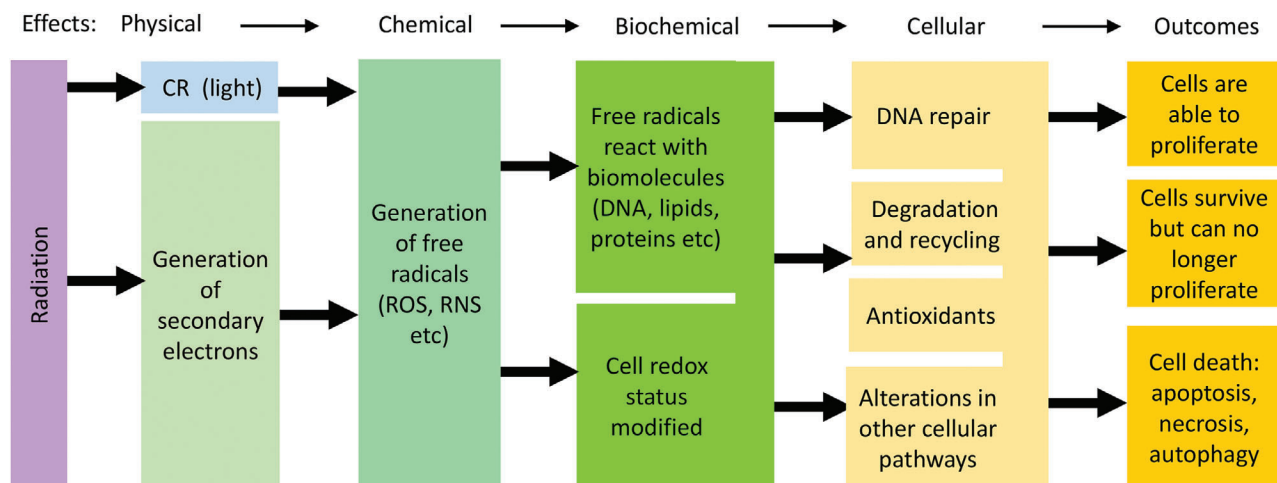 Effects: Physical Chemical Biochemical Cellular Outcomes
Radiation
CR (light)
Generation
of
secondary
electrons
Generation
of free
radicals
(ROS, RNS
etc)
Free radicals
react with
biomolecules
(DNA, lipids,
proteins etc)
Cell redox
status
modified
DNA repair
Degradation
and recycling
Antioxidants
Alterations in
other cellular
pathways
Cells are
able to
proliferate
Cells survive
but can no
longer
proliferate
Cell death:
apoptosis,
necrosis,
autophagy